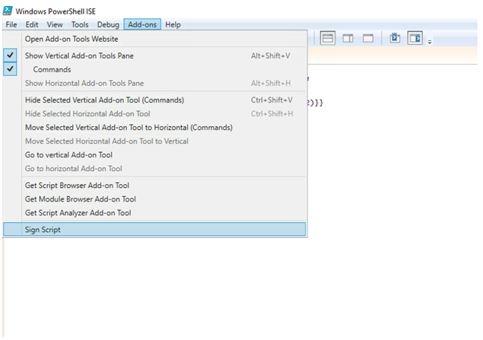 Windows PowerShell ISE
File Edit View Tools Debug Add-ons Help
Open Add-on Tools Website
Show Vertical Add-on Tools Pane Alt+Shift+V
Commands
Show Horizontal Add-on Tools Pane Alt+Shift+H
Hide Selected Vertical Add-on Tool (Commands) Ctrl+Shift+V
Hide Selected Horizontal Add-on Tool Ctrl+Shift+H
)}}
Move Selected Vertical Add-on Tool to Horizontal (Commands)
Move Selected Horizontal Add-on Tool to Vertical
Go to vertical Add-on Tool
Go to horizontal Add-on Tool
Get Script Browser Add-on Tool
Get Module Browser Add-on Tool
Get Script Analyzer Add-on Tool
Sign Script